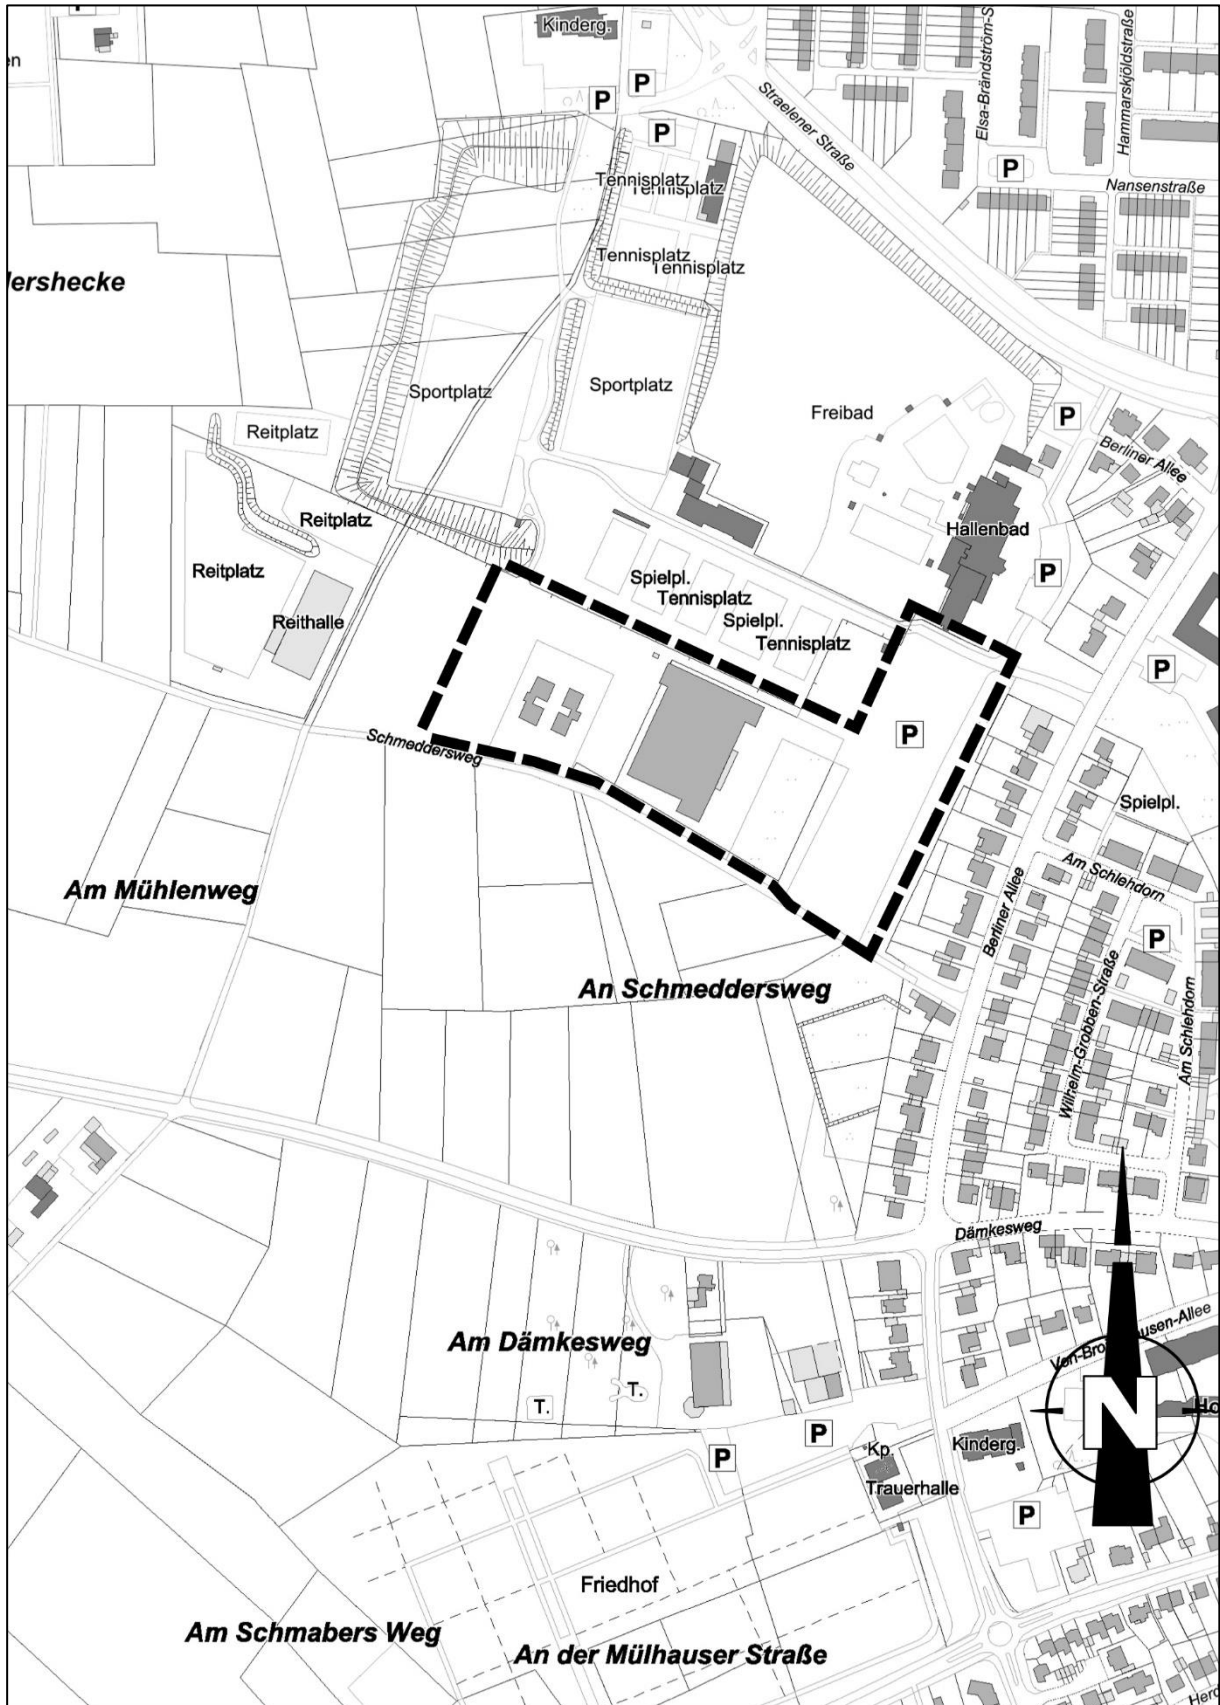 P
Kinderg.
en
P
P
P
Straelener Straße
Elsa-Brändström-S
Hammarskjöldstraße
P
Nansenstraße
Tennisplatz
Tennisplatz
Tennisplatz
Tennisplatz
lershecke
Sportplatz
Sportplatz
Freibad
P
Berliner Allee
Reitplatz
Reitplatz
Hallenbad
Reitplatz
P
Spielpl.
Tennisplatz
Spielpl.
Tennisplatz
Reithalle
P
P
Schmeddersweg
Spielpl.
Am Schlehdorn
Am Mühlenweg
Berliner Allee
P
An Schmeddersweg
Wilhelm-Grobben-Straße
Am Schlehdorn
Dämkesweg
Am Dämkesweg
T.
T.
N
P
P
Kp.
Kinderg.
Trauerhalle
P
Friedhof
Am Schmabers Weg
An der Mülhauser Straße